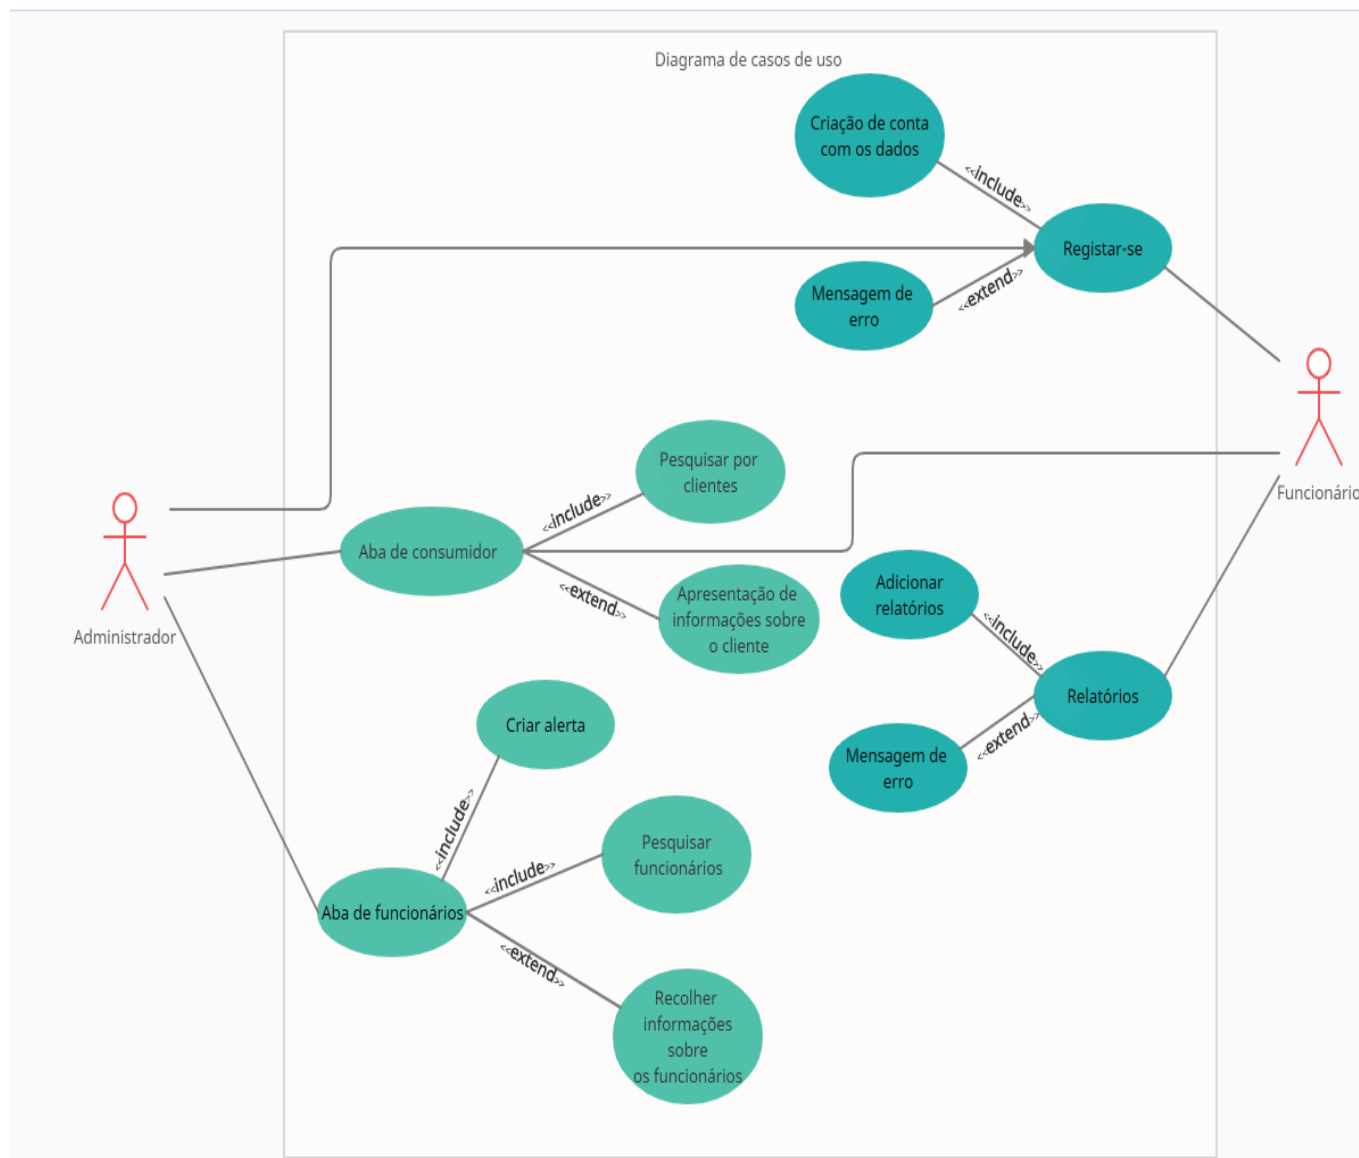 Diagrama de casos de uso
Criação de conta
com os dados
<<include>>
Registar-se
Mensagem de
erro
<<extend>>
Funcionário
Pesquisar por
clientes
<<include>>
Aba de consumidor
<<extend>>
Apresentação de
informações sobre
o cliente
Administrador
Adicionar
relatórios
<<include>>
Relatórios
<<extend>>
Mensagem de
erro
Criar alerta
<<include>>
Pesquisar
funcionários
<<include>>
Aba de funcionários
<<extend>>
Recolher
informações
sobre
os funcionários